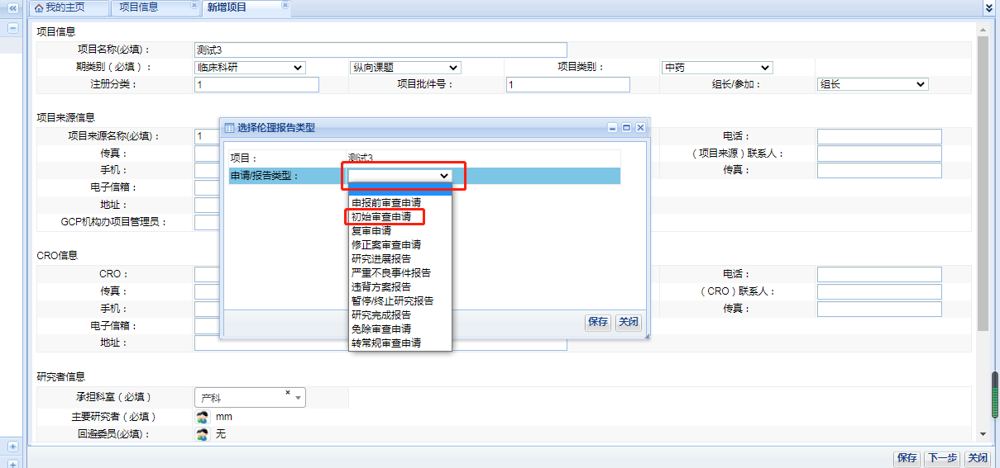 我的主页 项目信息 新增项目
项目信息
项目名称(必填)： 测试3
期类别（必填）： 临床科研 纵向课题 项目类别： 中药
注册分类： 1 项目批件号： 1 组长/参加： 组长
项目来源信息
项目来源名称(必填)： 1 电话：
传真： （项目来源）联系人：
手机： 传真：
电子信箱：
地址：
GCP机构办项目管理员：
选择伦理报告类型
项目： 测试3
申请/报告类型：
申报前审查申请
初始审查申请
复审申请
修正案审查申请
研究进展报告
严重不良事件报告
违背方案报告
暂停/终止研究报告
研究完成报告
免除审查申请
转常规审查申请
保存 关闭
CRO信息
CRO： 电话：
传真： （CRO）联系人：
手机： 传真：
电子信箱：
地址：
研究者信息
承担科室（必填） 产科
主要研究者（必填） mm
回避委员(必填)： 无
保存 下一步 关闭